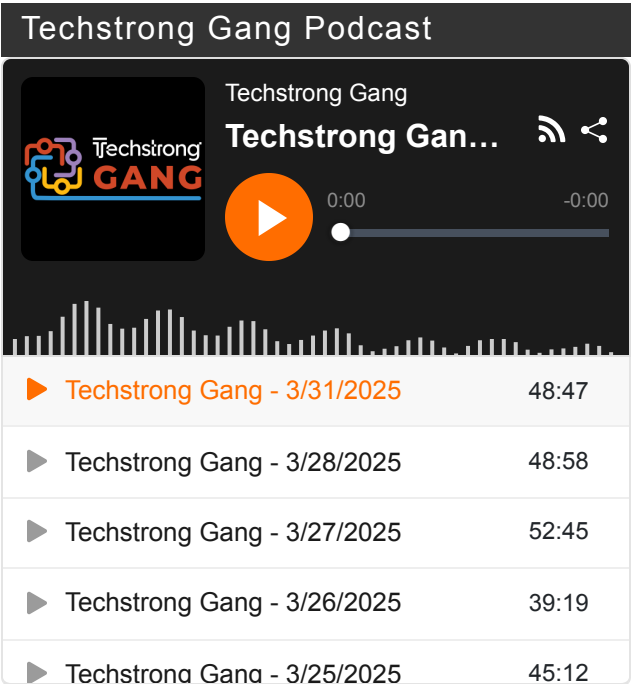 Techstrong Gang Podcast
Techstrong Gang
Techstrong Gan...
Techstrong
GANG
0:00 -0:00
Techstrong Gang - 3/31/2025 48:47
Techstrong Gang - 3/28/2025 48:58
Techstrong Gang - 3/27/2025 52:45
Techstrong Gang - 3/26/2025 39:19
Techstrong Gang - 3/25/2025 45:12